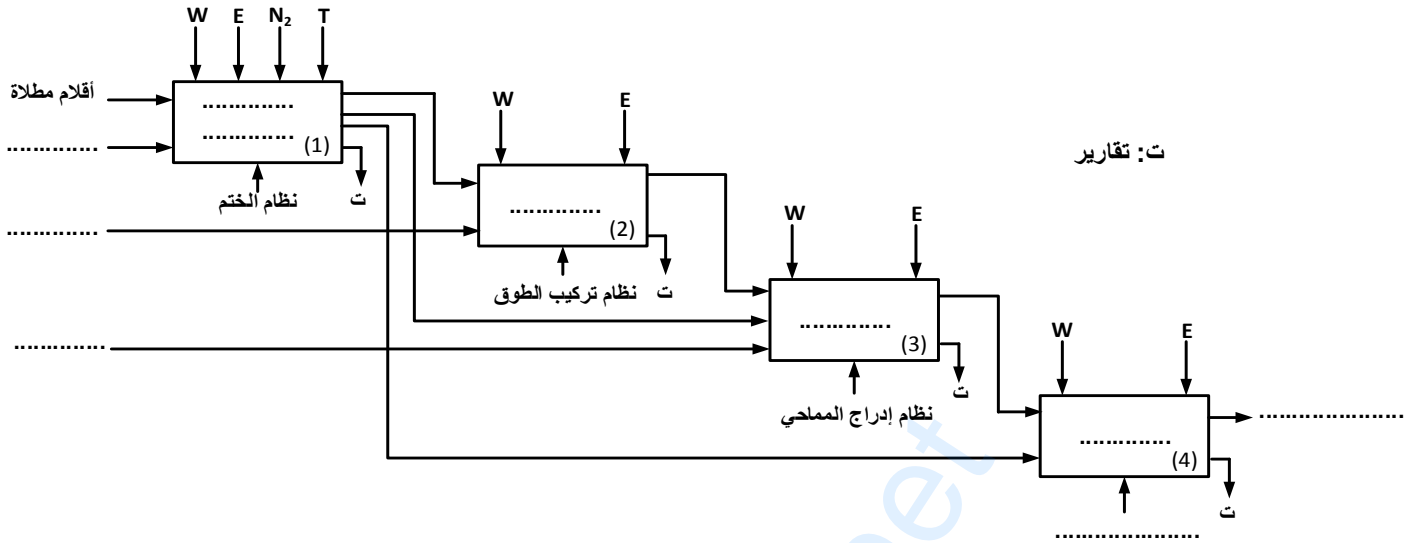 W E N₂ T
أقلام مطلاة
..............
..............
(1)
..............
نظام الختم
ت
W E
..............
(2)
..............
نظام تركيب الطوق
ت
ت: تقارير
W E
..............
(3)
..............
نظام إدراج المماحي
ت
W E
..............
(4)
......................
ت
......................